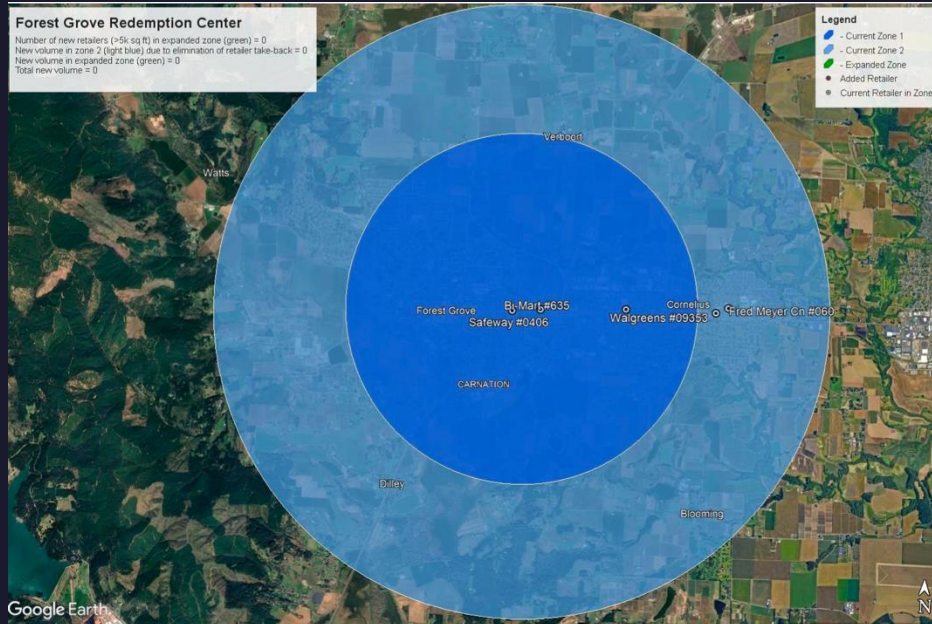 Forest Grove Redemption Center
Number of new retailers (>5k sq ft) in expanded zone (green) = 0
New volume in zone 2 (light blue) due to elimination of retailer take-back = 0
New volume in expanded zone (green) = 0
Total new volume = 0
Legend
- Current Zone 1
- Current Zone 2
- Expanded Zone
Added Retailer
Current Retailer in Zone
Verboort
Watts
Forest Grove
Bi-Mart #635
Safeway #0406
Cornelius
Walgreens #09353
Fred Meyer Cn #060
CARNATION
Dilley
Blooming
Google Earth
N